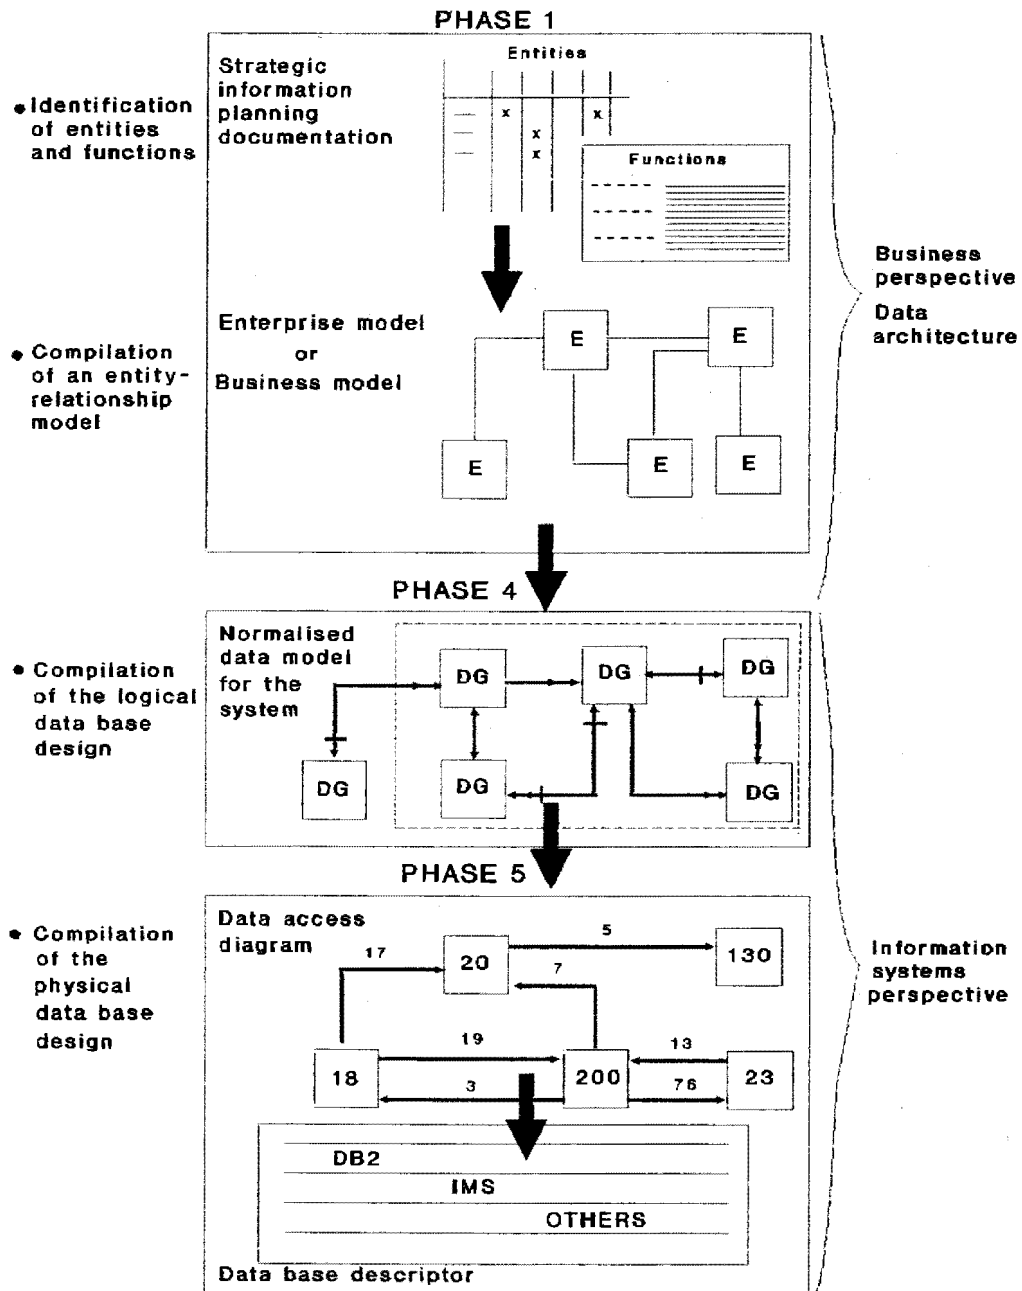 PHASE 1
Strategic
information
planning
documentation
Entities
x x
x
x
Functions
• Identification
of entities
and functions
Business
perspective
Data
architecture
Enterprise model
or
Business model
E
E
E
E
E
• Compilation
of an entity-
relationship
model
PHASE 4
Normalised
data model
for the
system
DG
DG
DG
DG
DG
DG
• Compilation
of the logical
data base
design
PHASE 5
Data access
diagram
17
20
5
130
7
18
19
3
200
13
76
23
• Compilation
of the
physical
data base
design
Information
systems
perspective
DB2
IMS
OTHERS
Data base descriptor